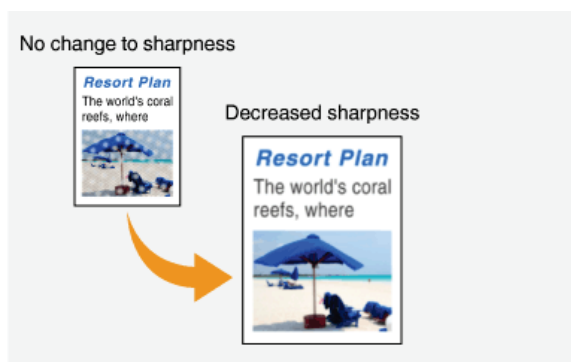 No change to sharpness
Resort Plan
The world's coral
reefs, where
Decreased sharpness
Resort Plan
The world's coral
reefs, where